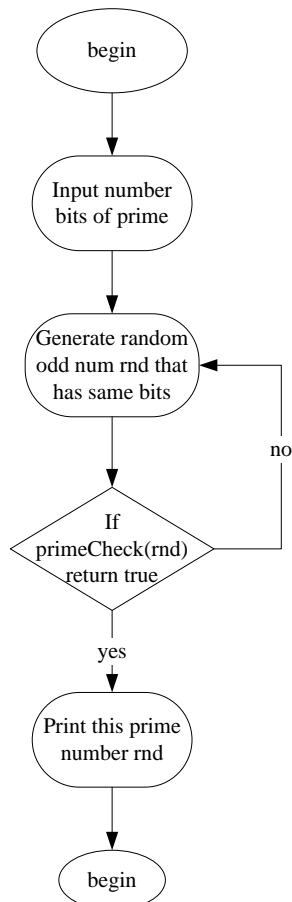 begin
Input number
bits of prime
Generate random
odd num rnd that
has same bits
no
If
primeCheck(rnd)
return true
yes
Print this prime
number rnd
begin